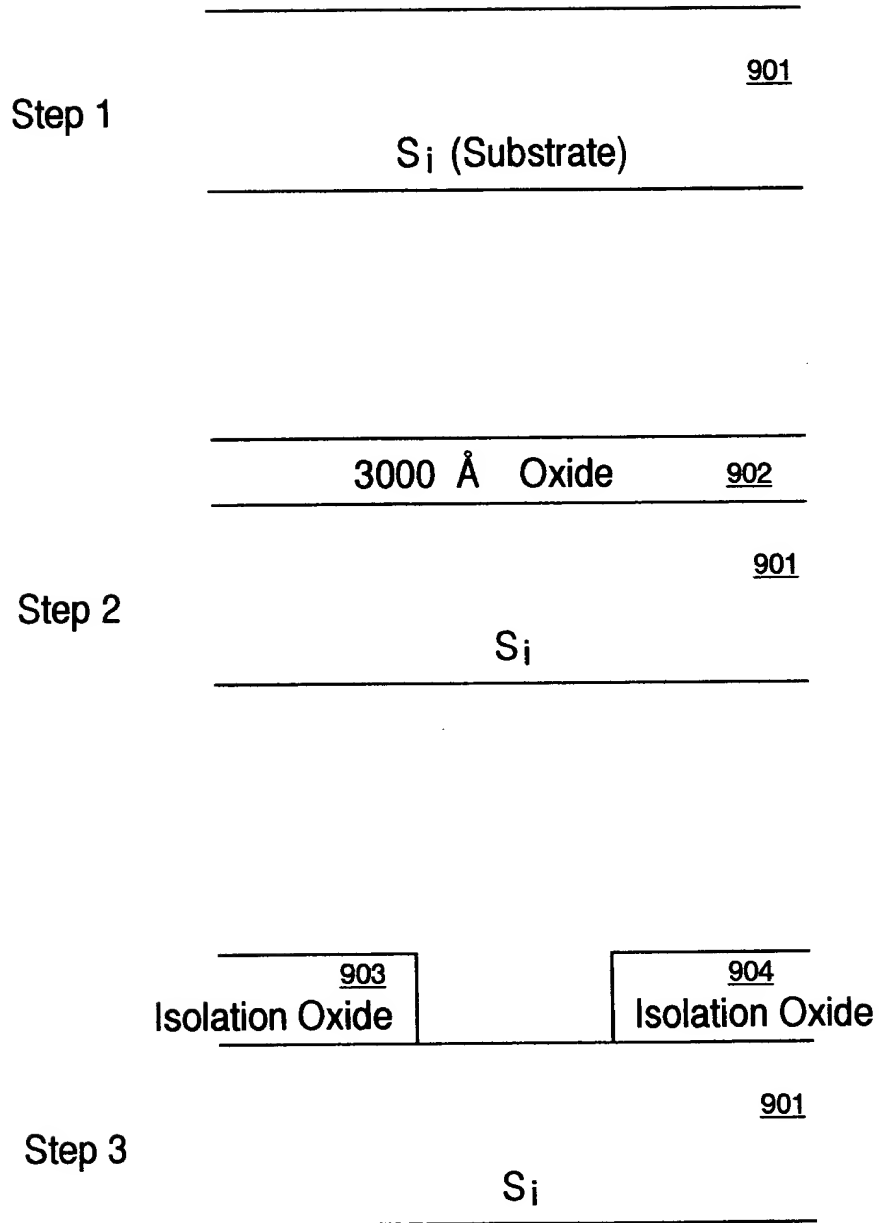 901
Step 1
Si (Substrate)
3000 Å Oxide 902
901
Step 2
Si
903 904
Isolation Oxide Isolation Oxide
901
Step 3
Si